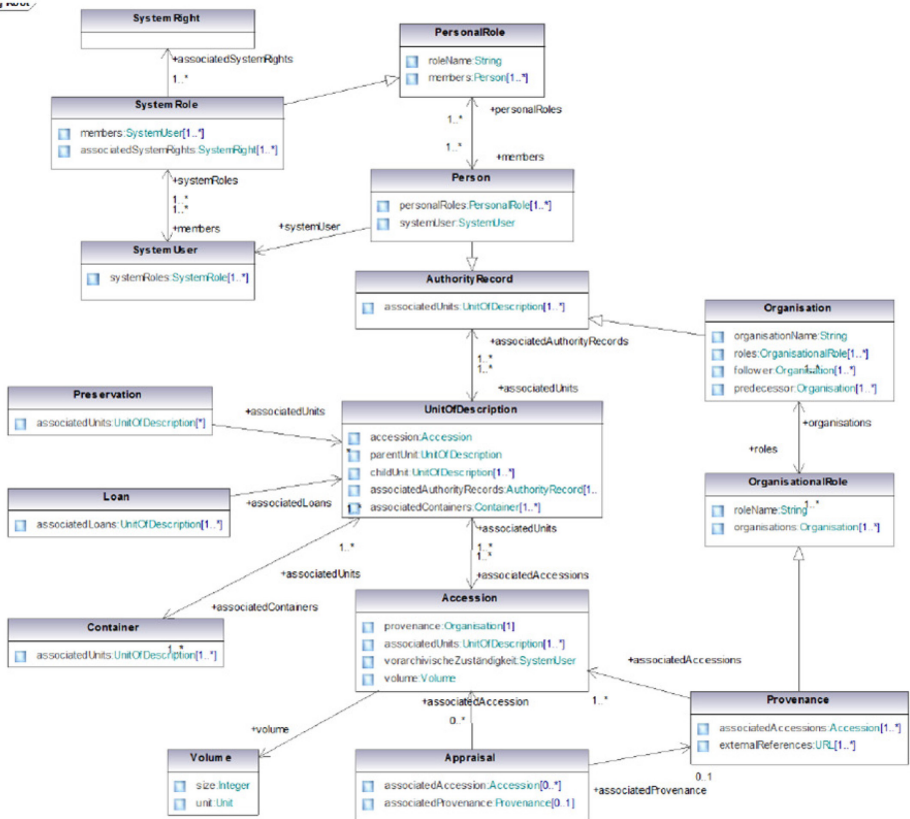 SystemRight
PersonalRole
roleName:String
members:Person[1..*]
+associatedSystemRights
1..*
SystemRole
members:SystemUser[1..*]
associatedSystemRights:SystemRight[1..*]
+personalRoles
1..*
1..*
+members
+systemRoles
1..*
1..*
+members
Person
personalRoles:PersonalRole[1..*]
systemUser:SystemUser
+systemUser
SystemUser
systemRoles:SystemRole[1..*]
AuthorityRecord
associatedUnits:UnitOfDescription[1..*]
Organisation
organisationName:String
roles:OrganisationalRole[1..*]
follower:Organisation[1..*]
predecessor:Organisation[1..*]
1..*
+associatedAuthorityRecords
1..*
1..*
+associatedUnits
Preservation
associatedUnits:UnitOfDescription[*]
+associatedUnits
UnitOfDescription
accession:Accession
parentUnit:UnitOfDescription
childUnit:UnitOfDescription[1..*]
associatedAuthorityRecords:AuthorityRecord[1..
associatedContainers:Container[1..*]
+organisations
+roles
Loan
associatedLoans:UnitOfDescription[1..*]
+associatedLoans
OrganisationalRole
roleName:String
1..*
organisations:Organisation[1..*]
+associatedUnits
1..*
1..*
+associatedAccessions
1..*
+associatedUnits
+associatedContainers
Container
associatedUnits:UnitOfDescription[1..*]
1..*
Accession
provenance:Organisation[1]
associatedUnits:UnitOfDescription[1..*]
vorarchivischeZuständigkeit:SystemUser
volume:Volume
+associatedAccessions
1..*
+associatedAccession
0..*
+volume
Provenance
associatedAccessions:Accession[1..*]
externalReferences:URL[1..*]
Volume
size:Integer
unit:Unit
Appraisal
associatedAccession:Accession[0..*]
associatedProvenance:Provenance[0..1]
0..1
+associatedProvenance